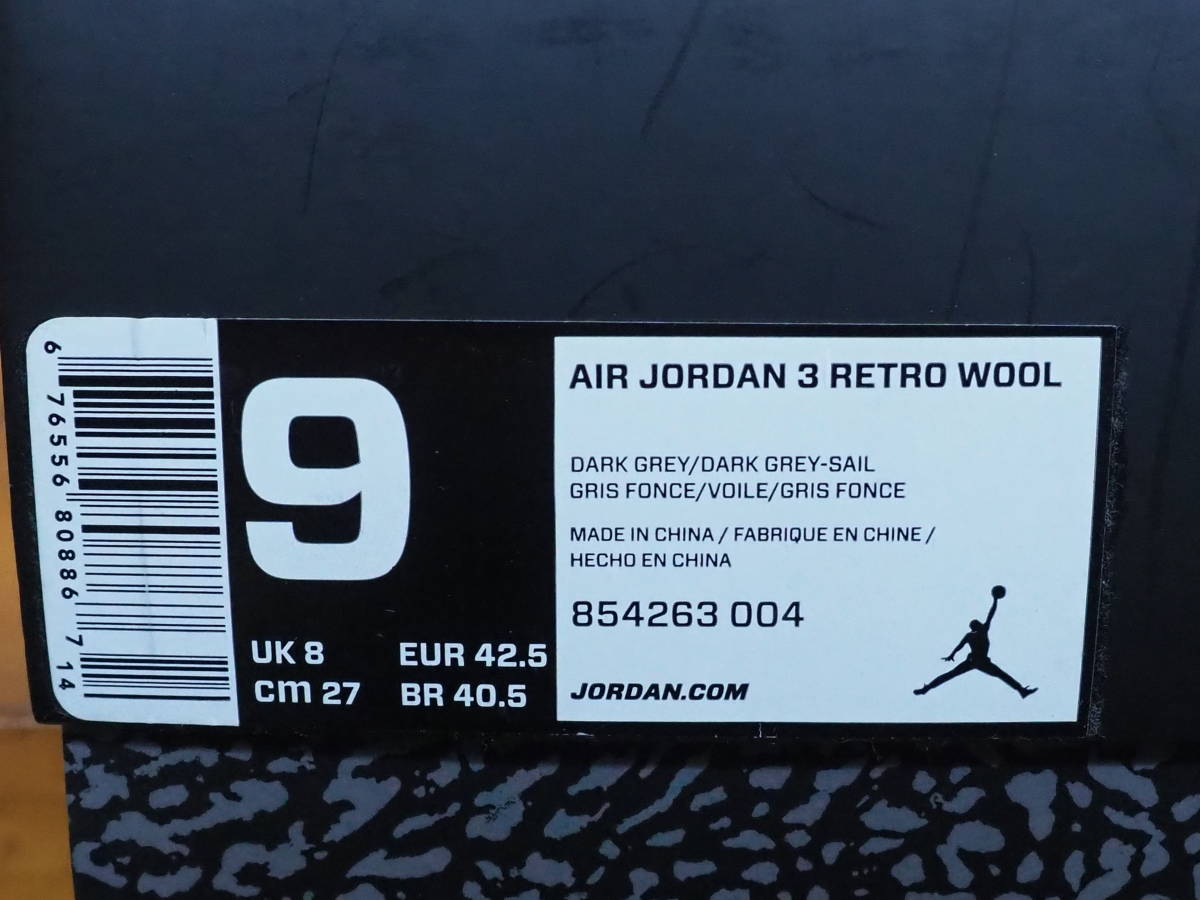 6 76556 80886 7 14
9
UK 8 EUR 42.5
cm 27 BR 40.5
AIR JORDAN 3 RETRO WOOL
DARK GREY/DARK GREY-SAIL
GRIS FONCE/VOILE/GRIS FONCE
MADE IN CHINA / FABRIQUE EN CHINE /
HECHO EN CHINA
854263 004
JORDAN.COM